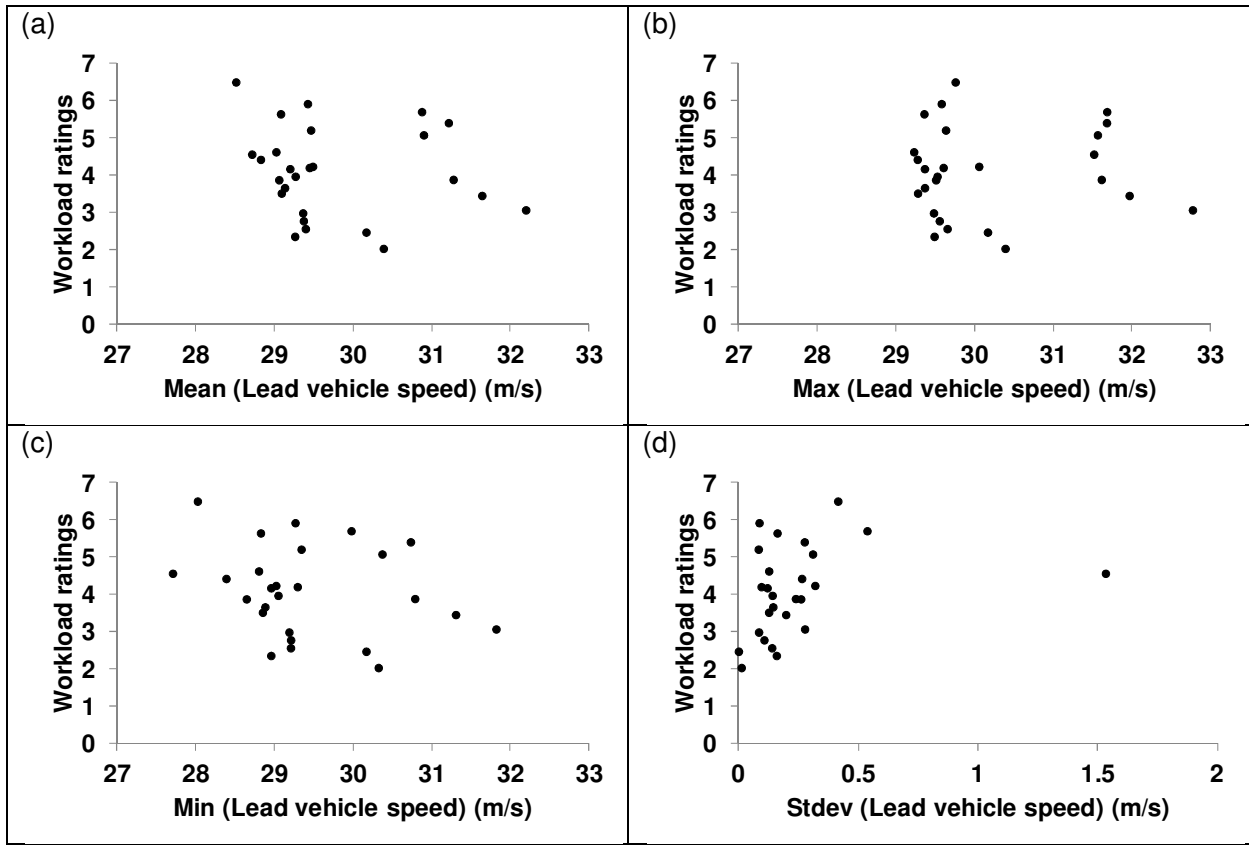 (a)
7
6
5
4
3
2
1
0
Workload ratings
27 28 29 30 31 32 33
Mean (Lead vehicle speed) (m/s)
(b)
7
6
5
4
3
2
1
0
Workload ratings
27 28 29 30 31 32 33
Max (Lead vehicle speed) (m/s)
(c)
7
6
5
4
3
2
1
0
Workload ratings
27 28 29 30 31 32 33
Min (Lead vehicle speed) (m/s)
(d)
7
6
5
4
3
2
1
0
Workload ratings
0 0.5 1 1.5 2
Stdev (Lead vehicle speed) (m/s)